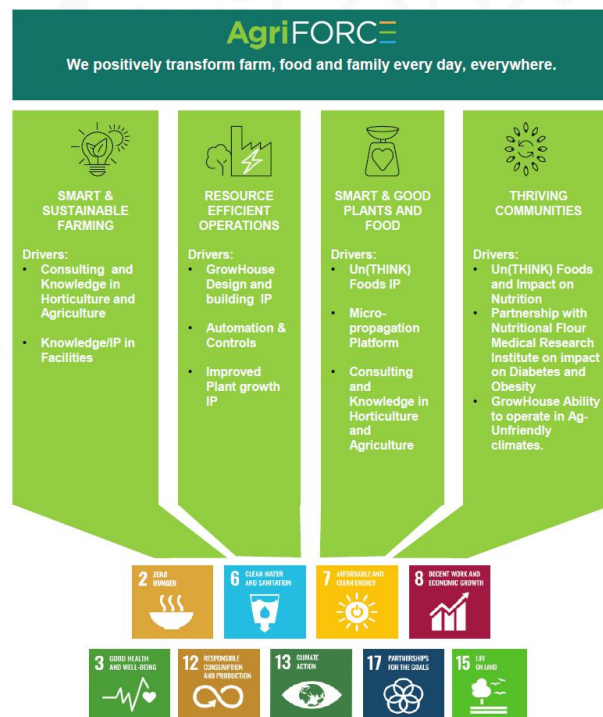 AgriFORCE
We positively transform farm, food and family every day, everywhere.
SMART &
SUSTAINABLE
FARMING
Drivers:
• Consulting and
Knowledge in
Horticulture and
Agriculture
• Knowledge/IP in
Facilities
RESOURCE
EFFICIENT
OPERATIONS
Drivers:
• GrowHouse
Design and
building IP
• Automation &
Controls
• Improved
Plant growth
IP
SMART & GOOD
PLANTS AND
FOOD
Drivers:
• Un(THINK)
Foods IP
• Micro-
propagation
Platform
• Consulting
and
Knowledge in
Horticulture
and
Agriculture
THRIVING
COMMUNITIES
Drivers:
• Un(THINK) Foods
and Impact on
Nutrition
• Partnership with
Nutritional Flour
Medical Research
Institute on impact
on Diabetes and
Obesity
• GrowHouse Ability
to operate in Ag-
Unfriendly
climates.
2 ZERO
HUNGER
6 CLEAN WATER
AND SANITATION
7 AFFORDABLE AND
CLEAN ENERGY
8 DECENT WORK AND
ECONOMIC GROWTH
3 GOOD HEALTH
AND WELL-BEING
12 RESPONSIBLE
CONSUMPTION
AND PRODUCTION
13 CLIMATE
ACTION
17 PARTNERSHIPS
FOR THE GOALS
15 LIFE
ON LAND